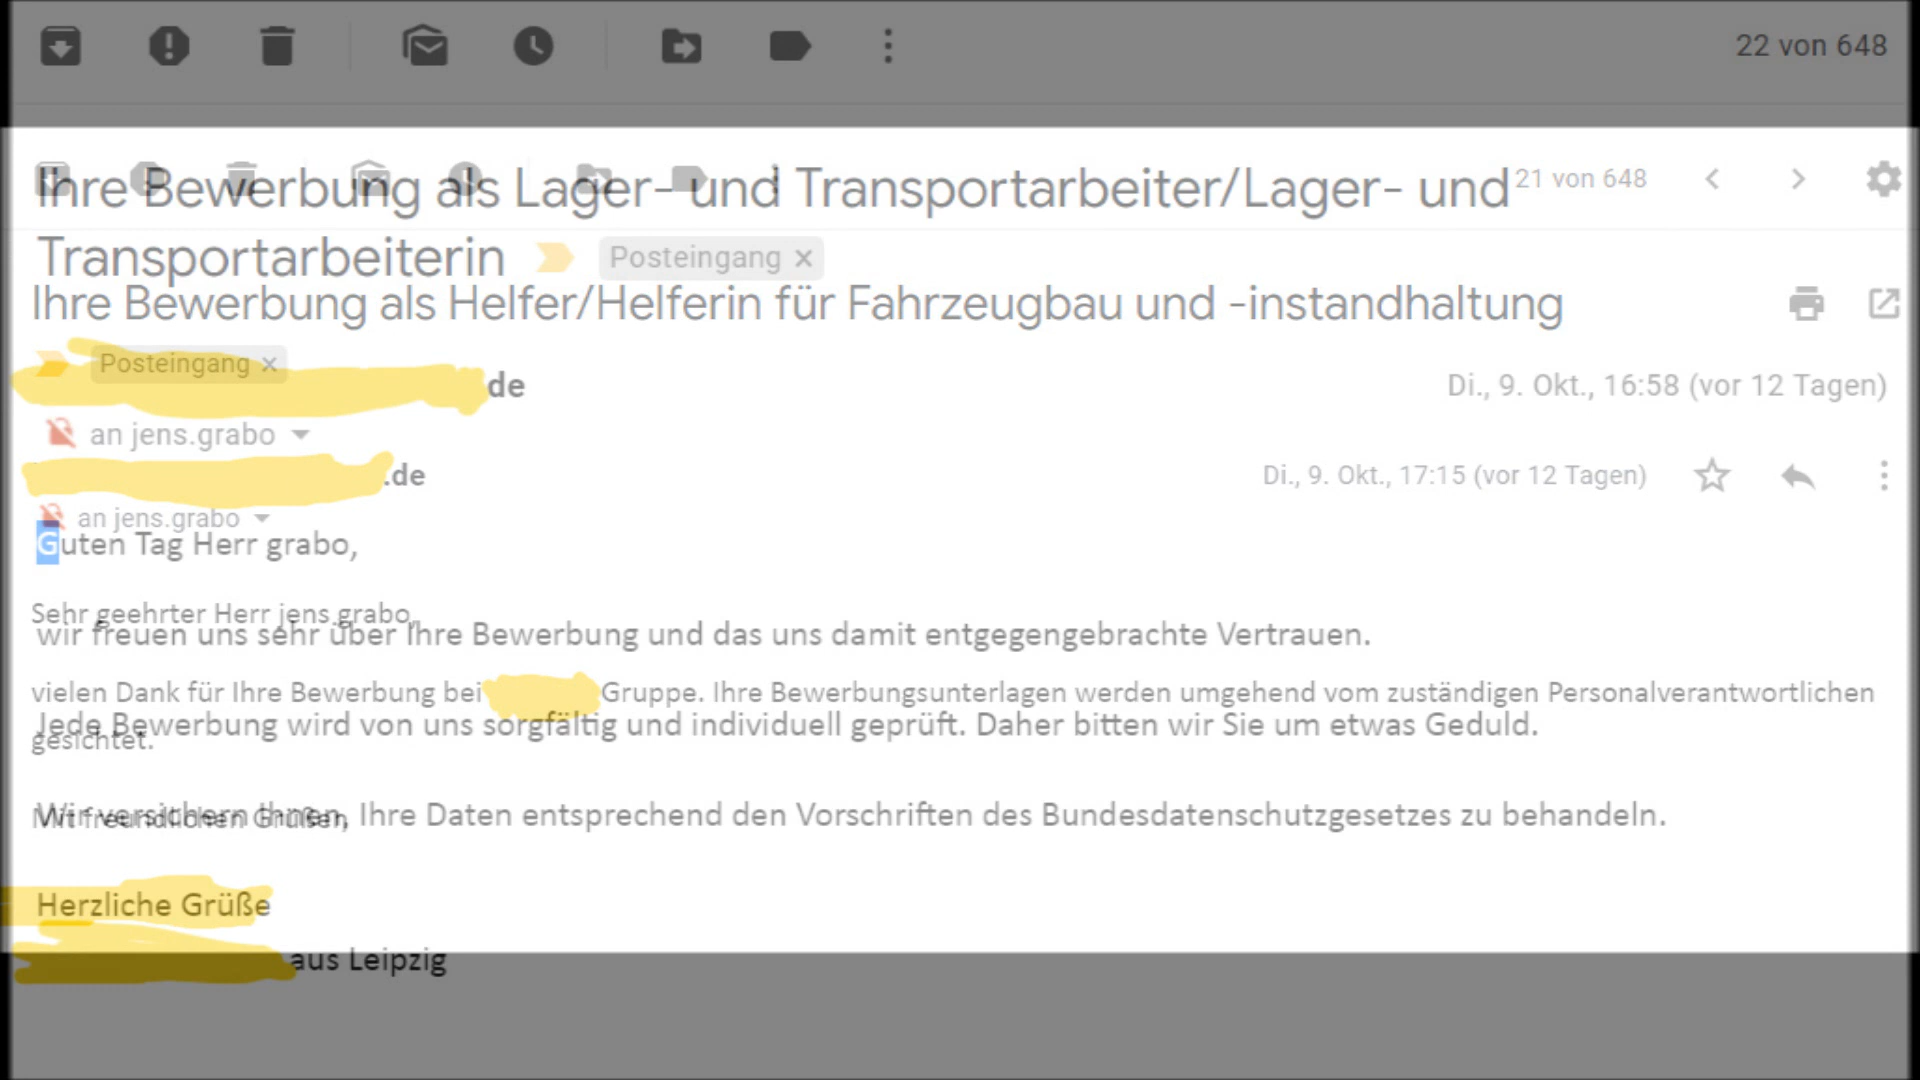 22 von 648
21 von 648
Ihre Bewerbung als Lager- und Transportarbeiter/Lager- und
Transportarbeiterin Posteingang ×
Ihre Bewerbung als Helfer/Helferin für Fahrzeugbau und -instandhaltung
Posteingang ×
de Di., 9. Okt., 16:58 (vor 12 Tagen)
an jens.grabo
.de Di., 9. Okt., 17:15 (vor 12 Tagen)
an jens.grabo
Guten Tag Herr grabo,
Sehr geehrter Herr jens.grabo,
wir freuen uns sehr über Ihre Bewerbung und das uns damit entgegengebrachte Vertrauen.
vielen Dank für Ihre Bewerbung bei Gruppe. Ihre Bewerbungsunterlagen werden umgehend vom zuständigen Personalverantwortlichen
Jede Bewerbung wird von uns sorgfältig und individuell geprüft. Daher bitten wir Sie um etwas Geduld.
gesichtet.
Wir versichern Ihnen, Ihre Daten entsprechend den Vorschriften des Bundesdatenschutzgesetzes zu behandeln.
Mit freundlichen Grüßen
Herzliche Grüße
aus Leipzig